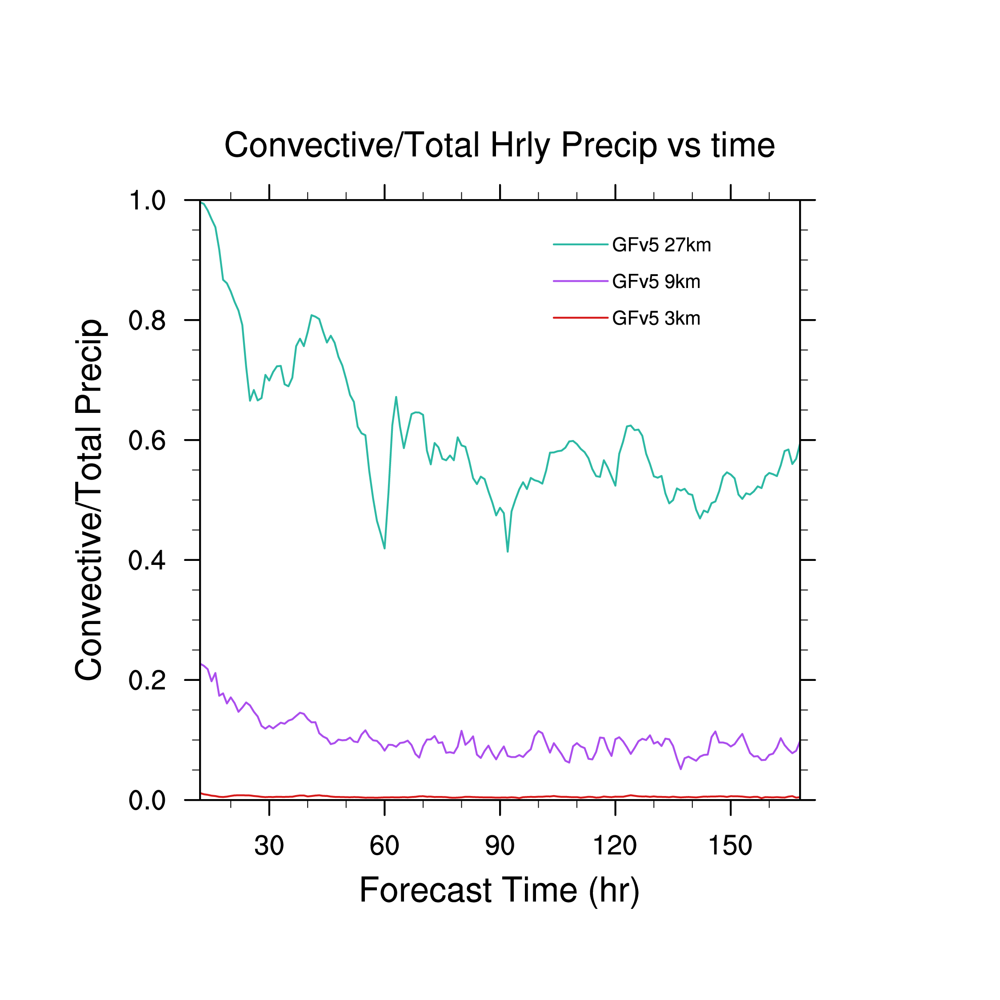 Convective/Total Hrly Precip vs time
1.0
0.8
0.6
0.4
0.2
0.0
Convective/Total Precip
GFv5 27km
GFv5 9km
GFv5 3km
30 60 90 120 150
Forecast Time (hr)